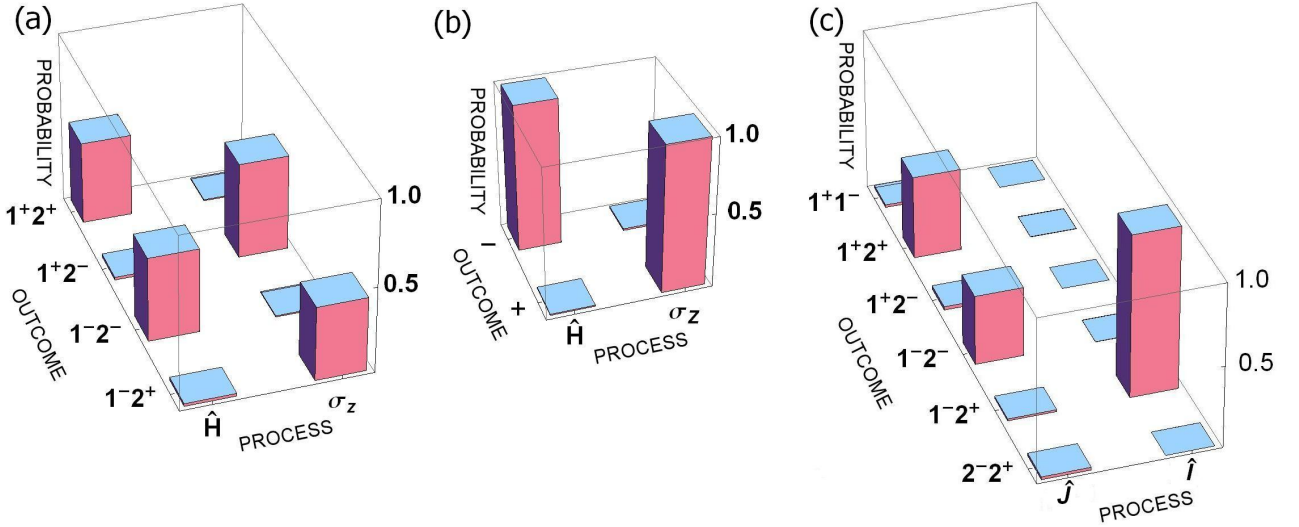 (a)
PROBABILITY
1⁺2⁺
1⁺2⁻
1⁻2⁻
1⁻2⁺
OUTCOME
Ĥ
σz
PROCESS
1.0
0.5
(b)
PROBABILITY
−
+
OUTCOME
Ĥ
σz
PROCESS
1.0
0.5
(c)
PROBABILITY
1⁺1⁻
1⁺2⁺
1⁺2⁻
1⁻2⁻
1⁻2⁺
2⁻2⁺
OUTCOME
Ĵ
Î
PROCESS
1.0
0.5